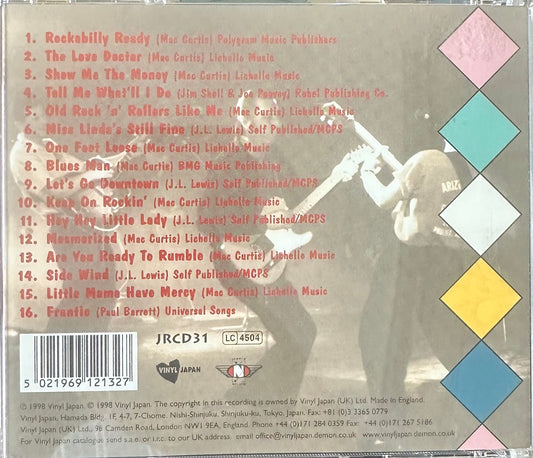 1. Rockabilly Ready (Mac Curtis) Polygram Music Publishers
2. The Love Doctor (Mac Curtis) Lichelle Music
3. Show Me The Money (Mac Curtis) Lichelle Music
4. Tell Me What'll I Do (Jim Shell & Joe Poovey) Rubel Publishing Co.
5. Old Rock 'n' Rollers Like Me (Mac Curtis) Lichelle Music
6. Miss Linda's Still Fine (J.L. Lewis) Self Published/MCPS
7. One Foot Loose (Mac Curtis) Lichelle Music
8. Blues Man (Mac Curtis) BMG Music Publishing
9. Let's Go Downtown (J.L. Lewis) Self Published/MCPS
10. Keep On Rockin' (Mac Curtis) Lichelle Music
11. Hey Hey Little Lady (J.L. Lewis) Self Published/MCPS
12. Mesmorized (Mac Curtis) Lichelle Music
13. Are You Ready To Rumble (Mac Curtis) Lichelle Music
14. Side Wind (J.L. Lewis) Self Published/MCPS
15. Little Mama Have Mercy (Mac Curtis) Lichelle Music
16. Frantic (Paul Barrett) Universal Songs
JRCD31 LC 4504
VINYL JAPAN N
5 021969 121327
℗ 1998 Vinyl Japan. © 1998 Vinyl Japan. The copyright in this recording is owned by Vinyl Japan (UK) Ltd. Made in England.
Vinyl Japan, Hamada Bldg. 1F, 4-7, 7-Chome. Nishi-Shinjuku, Shinjuku-ku, Tokyo, Japan. Fax: +81 (0)3 3365 0779
Vinyl Japan (UK) Ltd., 98 Camden Road, London NW1 9EA, England Phone +44 (0)171 284 0359 Fax: +44 (0)171 267 5186
For Vinyl Japan catalogue send s.a.e. or i.r.c. to our UK address email office@vinyljapan.demon.co.uk www.vinyljapan.demon.co.uk.